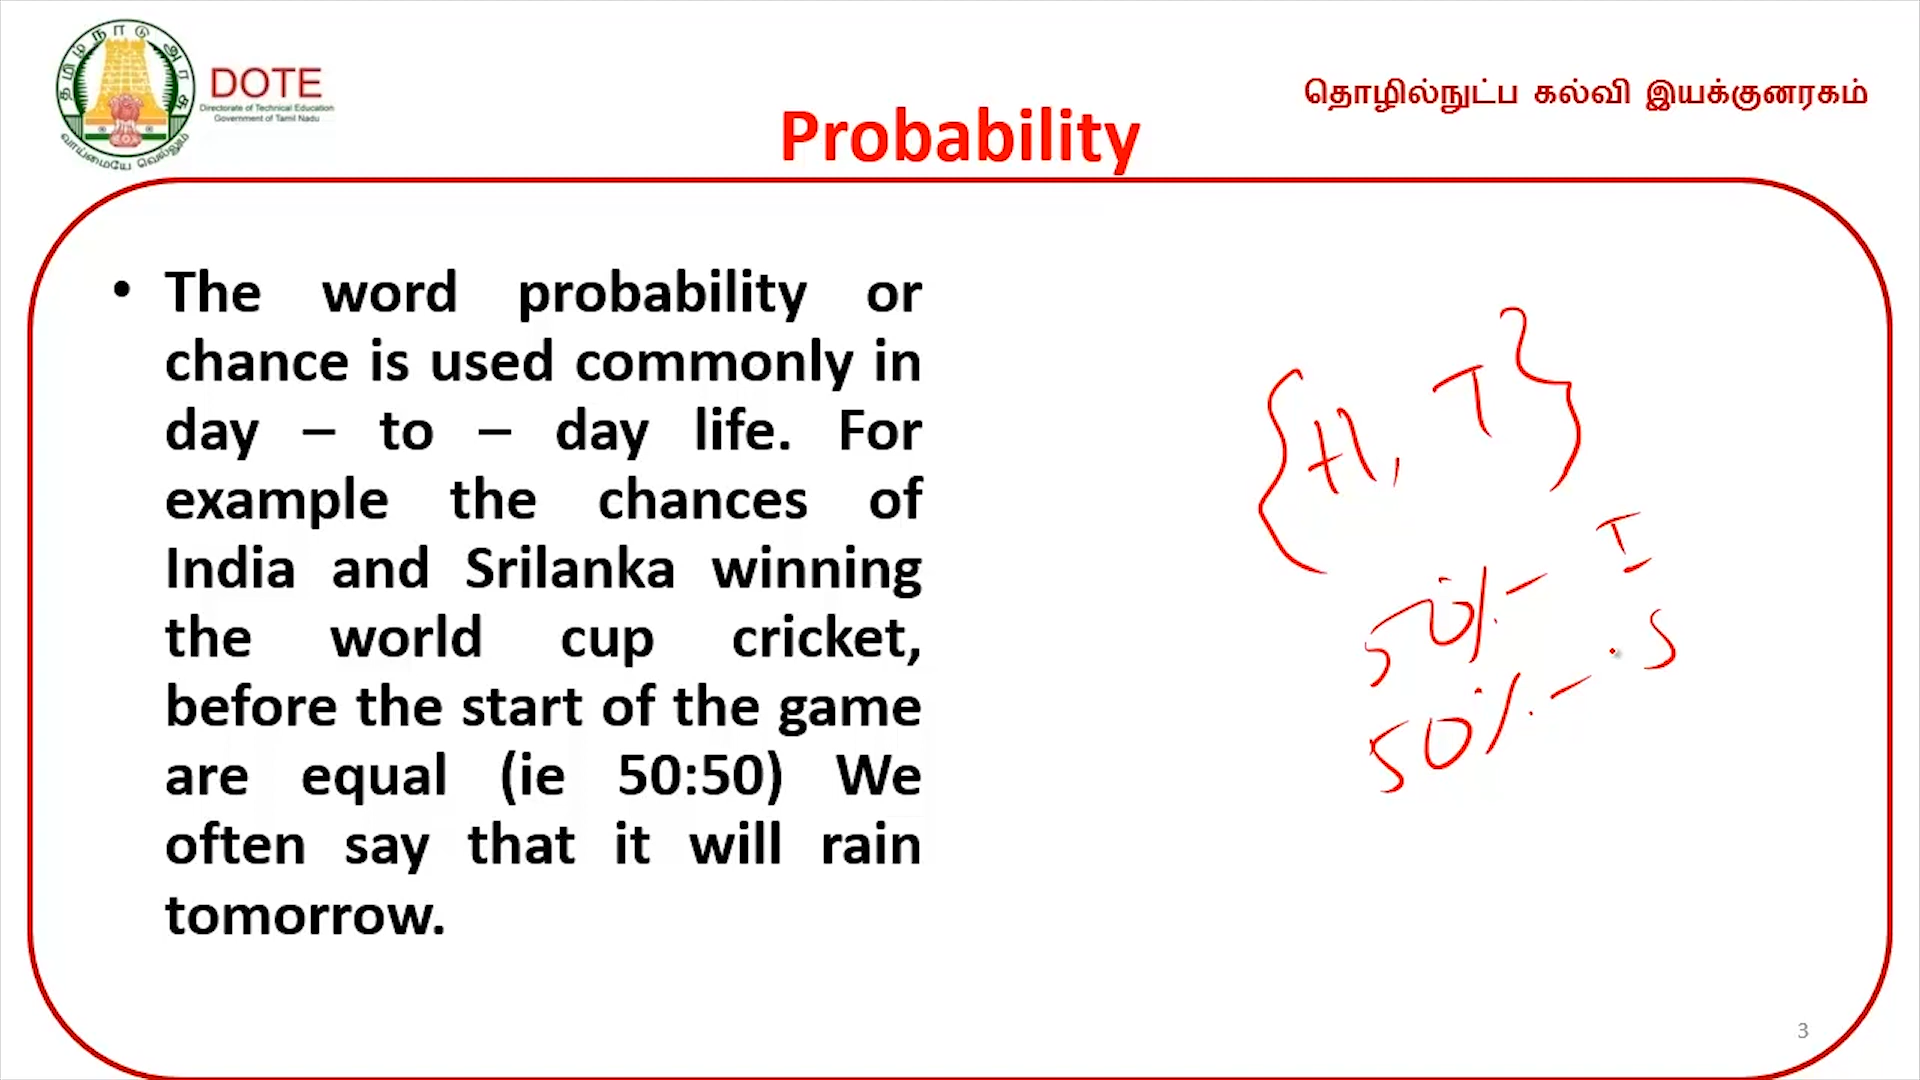 தமிழ்நாடு அரசு
வாய்மையே வெல்லும்
DOTE
Directorate of Technical Education
Government of Tamil Nadu
தொழில்நுட்ப கல்வி இயக்குனரகம்
Probability
• The word probability or
chance is used commonly in
day – to – day life. For
example the chances of
India and Srilanka winning
the world cup cricket,
before the start of the game
are equal (ie 50:50) We
often say that it will rain
tomorrow.
{H, T}
50% - I
50% - S
3